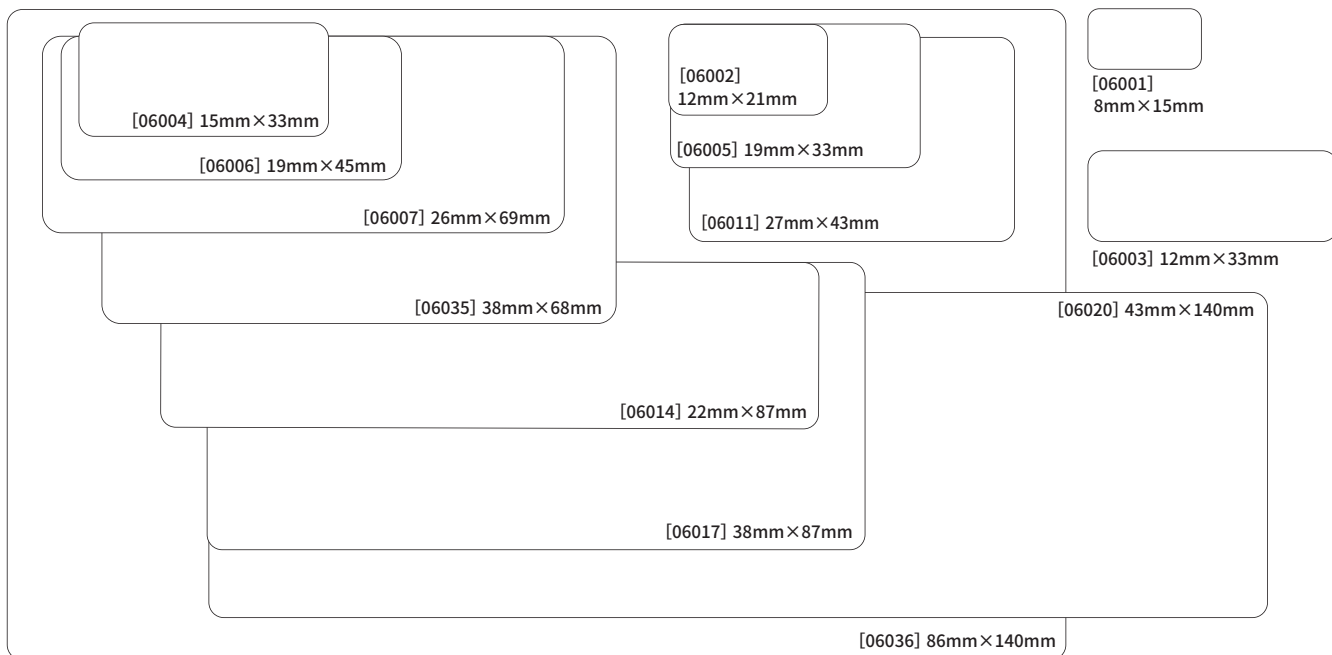 [06002]
12mm×21mm
[06001]
8mm×15mm
[06004] 15mm×33mm
[06005] 19mm×33mm
[06006] 19mm×45mm
[06007] 26mm×69mm
[06011] 27mm×43mm
[06003] 12mm×33mm
[06035] 38mm×68mm
[06020] 43mm×140mm
[06014] 22mm×87mm
[06017] 38mm×87mm
[06036] 86mm×140mm